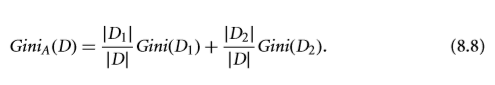 Gini_A(D) = |D_1|/|D| Gini(D_1) + |D_2|/|D| Gini(D_2). (8.8)